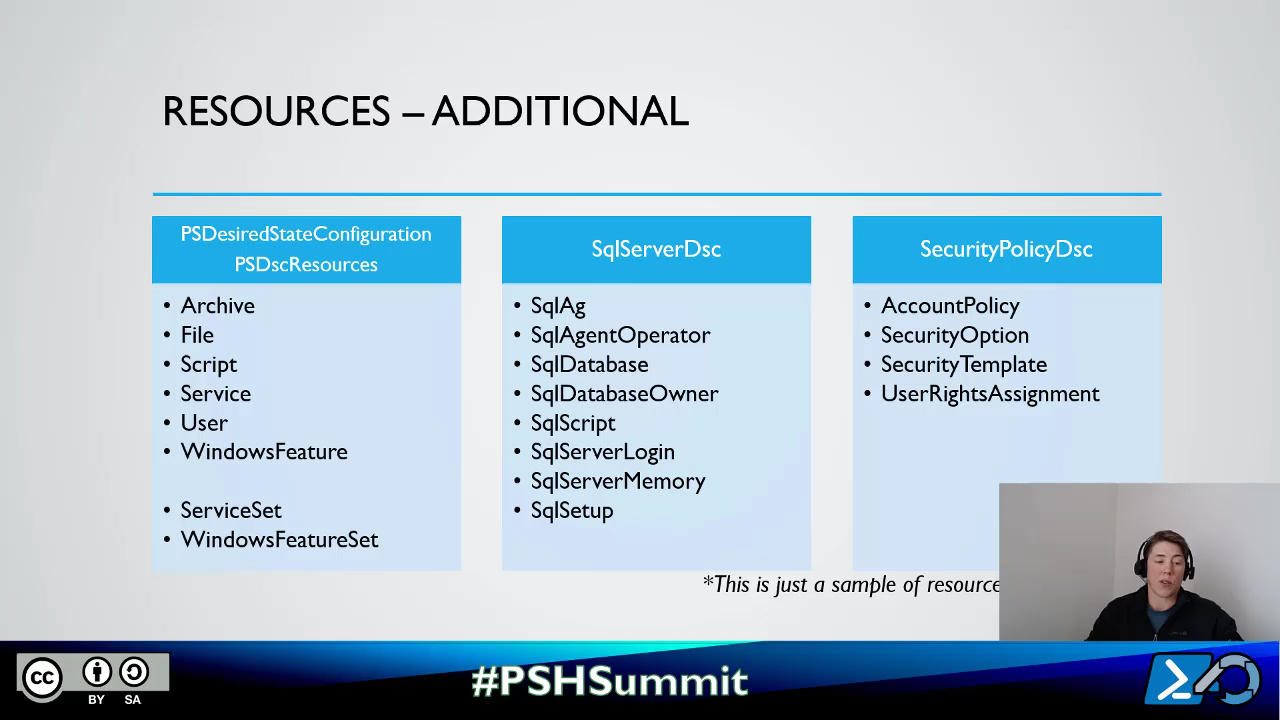 RESOURCES – ADDITIONAL
PSDesiredStateConfiguration
PSDscResources
• Archive
• File
• Script
• Service
• User
• WindowsFeature
• ServiceSet
• WindowsFeatureSet
SqlServerDsc
• SqlAg
• SqlAgentOperator
• SqlDatabase
• SqlDatabaseOwner
• SqlScript
• SqlServerLogin
• SqlServerMemory
• SqlSetup
SecurityPolicyDsc
• AccountPolicy
• SecurityOption
• SecurityTemplate
• UserRightsAssignment
*This is just a sample of resource
cc
BY SA
#PSHSummit